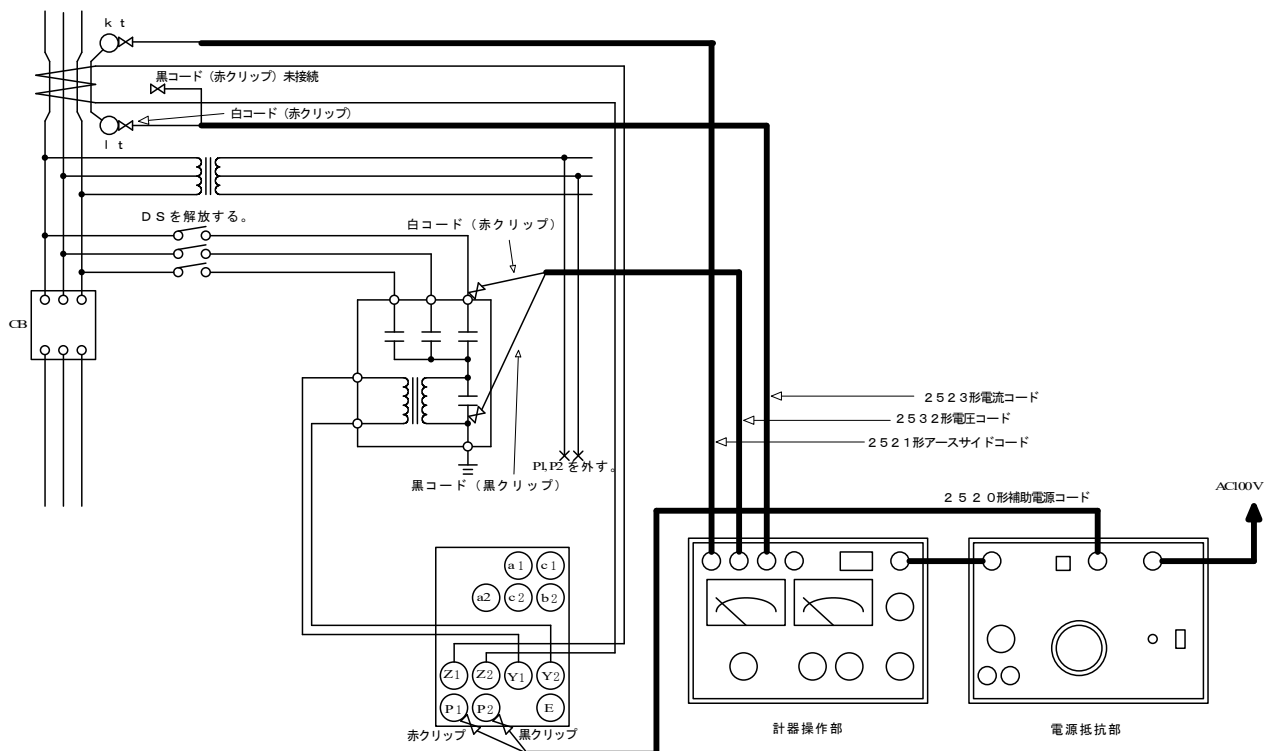 k t
黒コード（赤クリップ）未接続
白コード（赤クリップ）
l t
DSを解放する。
白コード（赤クリップ）
CB
2523形電流コード
2532形電圧コード
2521形アースサイドコード
P1,P2を外す。
黒コード（黒クリップ）
2520形補助電源コード
AC100V
a1 c1
a2 c2 b2
Z1 Z2 Y1 Y2
P1 P2 E
赤クリップ 黒クリップ
計器操作部
電源抵抗部